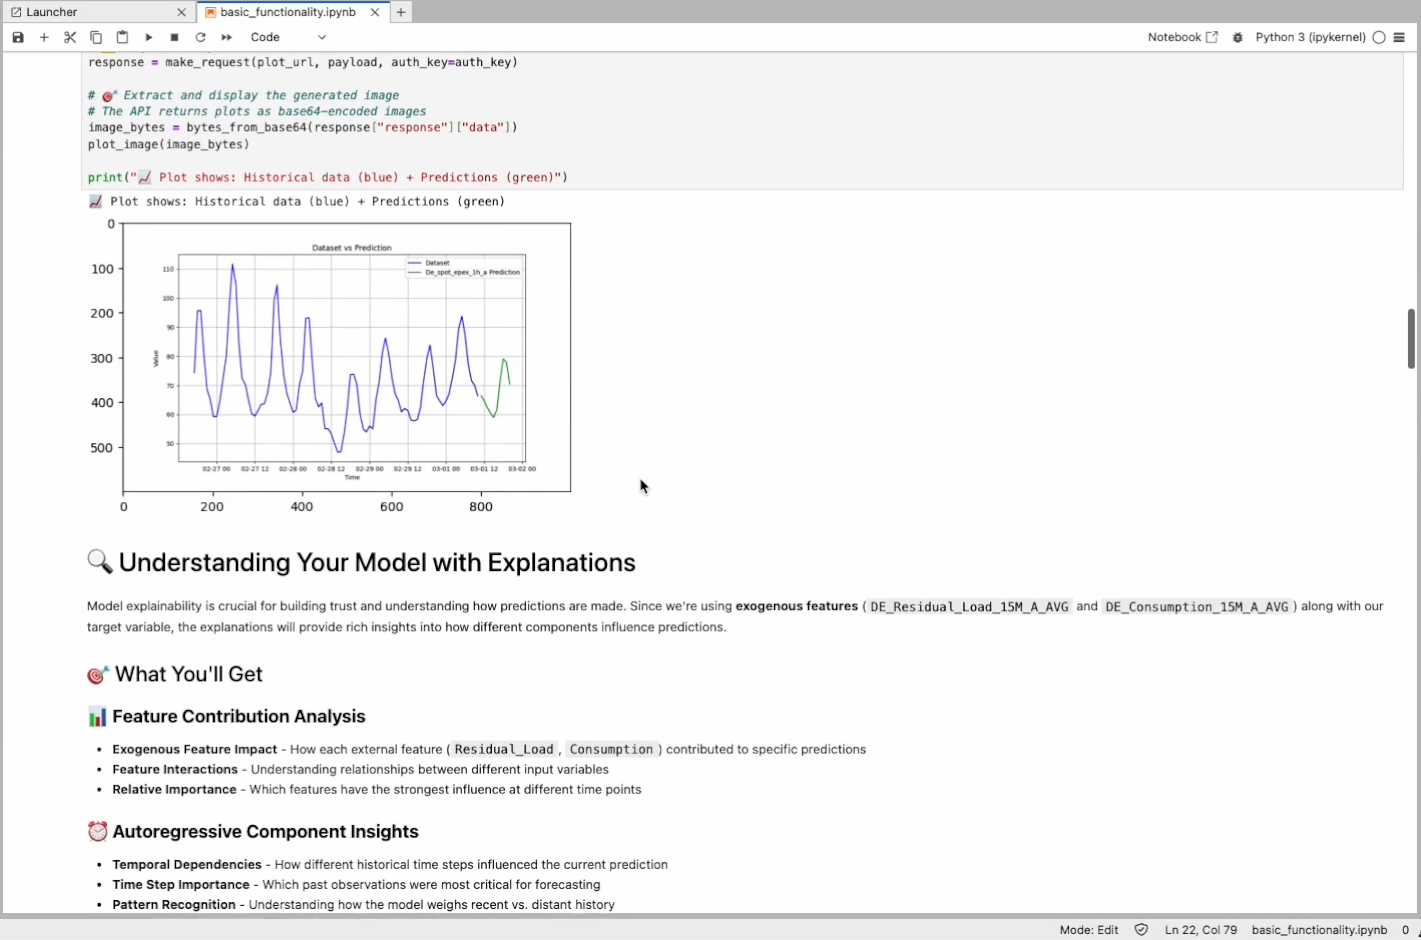 Launcher
basic_functionality.ipynb
Code
Notebook
Python 3 (ipykernel)
response = make_request(plot_url, payload, auth_key=auth_key)
# 🎯 Extract and display the generated image
# The API returns plots as base64-encoded images
image_bytes = bytes_from_base64(response["response"]["data"])
plot_image(image_bytes)
print("📈 Plot shows: Historical data (blue) + Predictions (green)")
📈 Plot shows: Historical data (blue) + Predictions (green)
0
100
200
300
400
500
Dataset vs Prediction
Dataset
De_spot_epex_1h_a Prediction
110
100
90
80
70
60
50
Value
02-27 00 02-27 12 02-28 00 02-28 12 02-29 00 02-29 12 03-01 00 03-01 12 03-02 00
Time
0 200 400 600 800
🔍 Understanding Your Model with Explanations
Model explainability is crucial for building trust and understanding how predictions are made. Since we're using exogenous features ( DE_Residual_Load_15M_A_AVG and DE_Consumption_15M_A_AVG ) along with our
target variable, the explanations will provide rich insights into how different components influence predictions.
🎯 What You'll Get
📊 Feature Contribution Analysis
• Exogenous Feature Impact - How each external feature ( Residual_Load , Consumption ) contributed to specific predictions
• Feature Interactions - Understanding relationships between different input variables
• Relative Importance - Which features have the strongest influence at different time points
⏰ Autoregressive Component Insights
• Temporal Dependencies - How different historical time steps influenced the current prediction
• Time Step Importance - Which past observations were most critical for forecasting
• Pattern Recognition - Understanding how the model weighs recent vs. distant history
Mode: Edit
Ln 22, Col 79
basic_functionality.ipynb
0